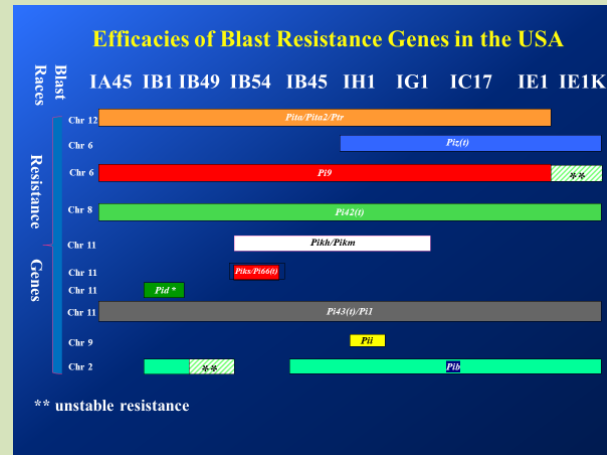 Efficacies of Blast Resistance Genes in the USA
Blast
Races
IA45 IB1 IB49 IB54 IB45 IH1 IG1 IC17 IE1 IE1K
Resistance
Genes
Chr 12 Pita/Pita2/Ptr
Chr 6 Piz(t)
Chr 6 Pi9 **
Chr 8 Pi42(t)
Chr 11 Pikh/Pikm
Chr 11 Piks/Pi66(t)
Chr 11 Pid *
Chr 11 Pi43(t)/Pi1
Chr 9 Pii
Chr 2 ** Pib
** unstable resistance